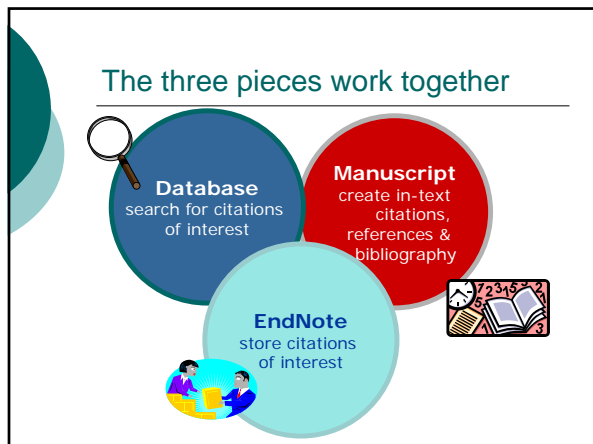 The three pieces work together
Database
search for citations
of interest
Manuscript
create in-text
citations,
references &
bibliography
EndNote
store citations
of interest